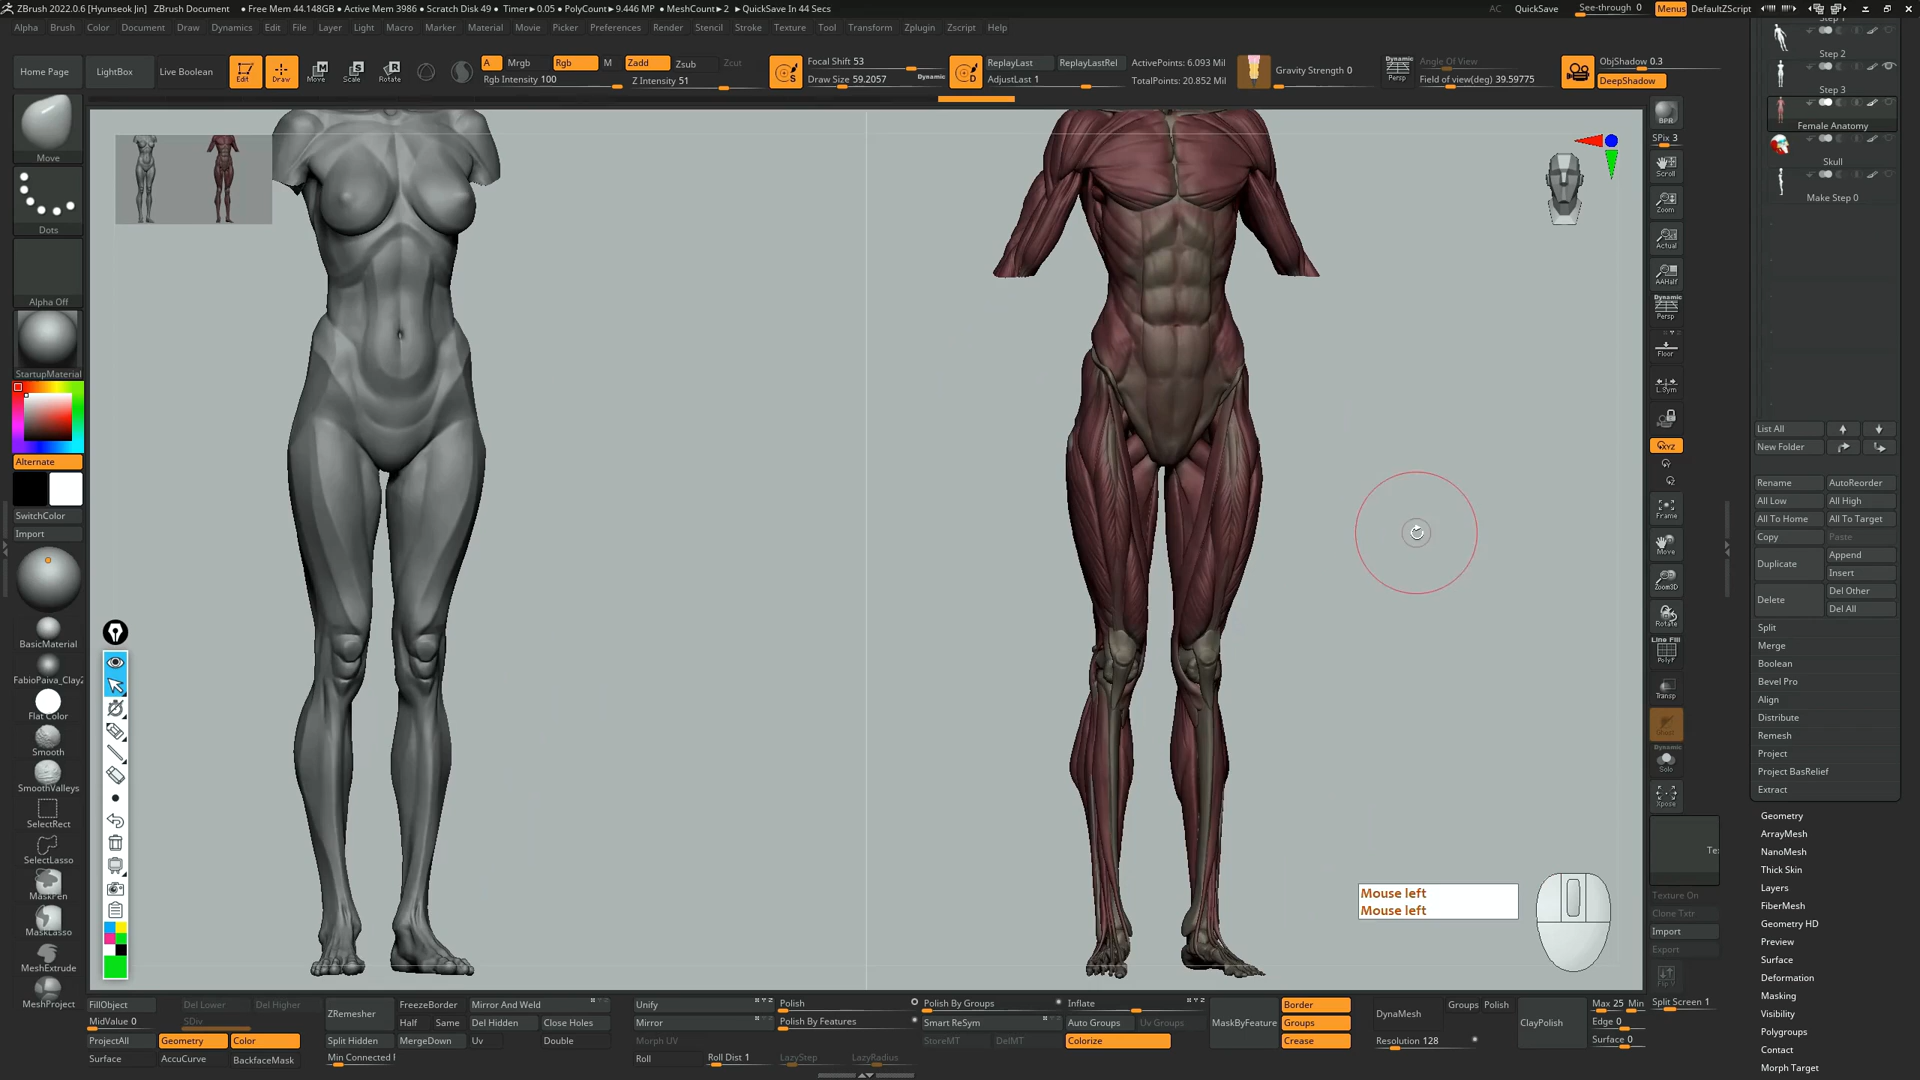 ZBrush 2022.0.6 [Hyunseok Jin] ZBrush Document ● Free Mem 44.148GB ● Active Mem 3986 ● Scratch Disk 49 ● Timer▸0.05 ● PolyCount▸9.446 MP ● MeshCount▸2 ▸QuickSave In 44 Secs AC QuickSave See-through 0 Menus DefaultZScript
Alpha Brush Color Document Draw Dynamics Edit File Layer Light Macro Marker Material Movie Picker Preferences Render Stencil Stroke Texture Tool Transform Zplugin Zscript Help
Home Page LightBox Live Boolean Edit Draw Move Scale Rotate
A Mrgb Rgb M Zadd Zsub Zcut
Rgb Intensity 100 Z Intensity 51
Focal Shift 53
Draw Size 59.2057 Dynamic
ReplayLast ReplayLastRel
AdjustLast 1
ActivePoints: 6.093 Mil
TotalPoints: 20.852 Mil
Gravity Strength 0
Dynamic
Persp
Angle Of View
Field of view(deg) 39.59775
ObjShadow 0.3
DeepShadow
Move
Dots
Alpha Off
StartupMaterial
Alternate
SwitchColor
Import
BasicMaterial
FabioPaiva_Clay2
Flat Color
Smooth
SmoothValleys
SelectRect
SelectLasso
MaskPen
MaskLasso
MeshExtrude
MeshProject
Mouse left
Mouse left
BPR
SPix 3
Scroll
Zoom
Actual
AAHalf
Dynamic
Persp
Floor
L.Sym
XYZ
Frame
Move
Zoom3D
Rotate
Line Fill
PolyF
Transp
Ghost
Dynamic
Solo
Xpose
Texture On
Clone Txtr
Import
Export
Flip V
Split Screen 1
Step 1
Step 2
Step 3
Female Anatomy
Skull
Make Step 0
List All
New Folder
Rename AutoReorder
All Low All High
All To Home All To Target
Copy Paste
Duplicate Append
Insert
Delete Del Other
Del All
Split
Merge
Boolean
Bevel Pro
Align
Distribute
Remesh
Project
Project BasRelief
Extract
Geometry
ArrayMesh
NanoMesh
Thick Skin
Layers
FiberMesh
Geometry HD
Preview
Surface
Deformation
Masking
Visibility
Polygroups
Contact
Morph Target
FillObject Del Lower Del Higher
MidValue 0 SDiv
ProjectAll Geometry Color
Surface AccuCurve BackfaceMask
ZRemesher FreezeBorder Mirror And Weld
Half Same Del Hidden Close Holes
Split Hidden MergeDown Uv Double
Unify Polish
Mirror Polish By Features
Morph UV
Roll Roll Dist 1 LazyStep LazyRadius
Polish By Groups Inflate
Smart ReSym Auto Groups Uv Groups
StoreMT DelMT Colorize
MaskByFeature Border
Groups
Crease
DynaMesh Groups Polish
Resolution 128
ClayPolish Max 25 Min
Edge 0
Surface 0